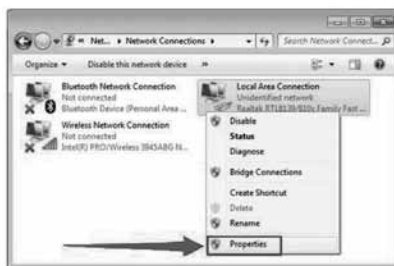 Net... ▸ Network Connections ▸
Search Network Connect...
Organize ▾ Disable this network device »
Bluetooth Network Connection
Not connected
Bluetooth Device (Personal Area ...
Wireless Network Connection
Not connected
Intel(R) PRO/Wireless 3945ABG N...
Local Area Connection
Unidentified network
Realtek RTL8139/810x Family Fast ...
Disable
Status
Diagnose
Bridge Connections
Create Shortcut
Delete
Rename
Properties